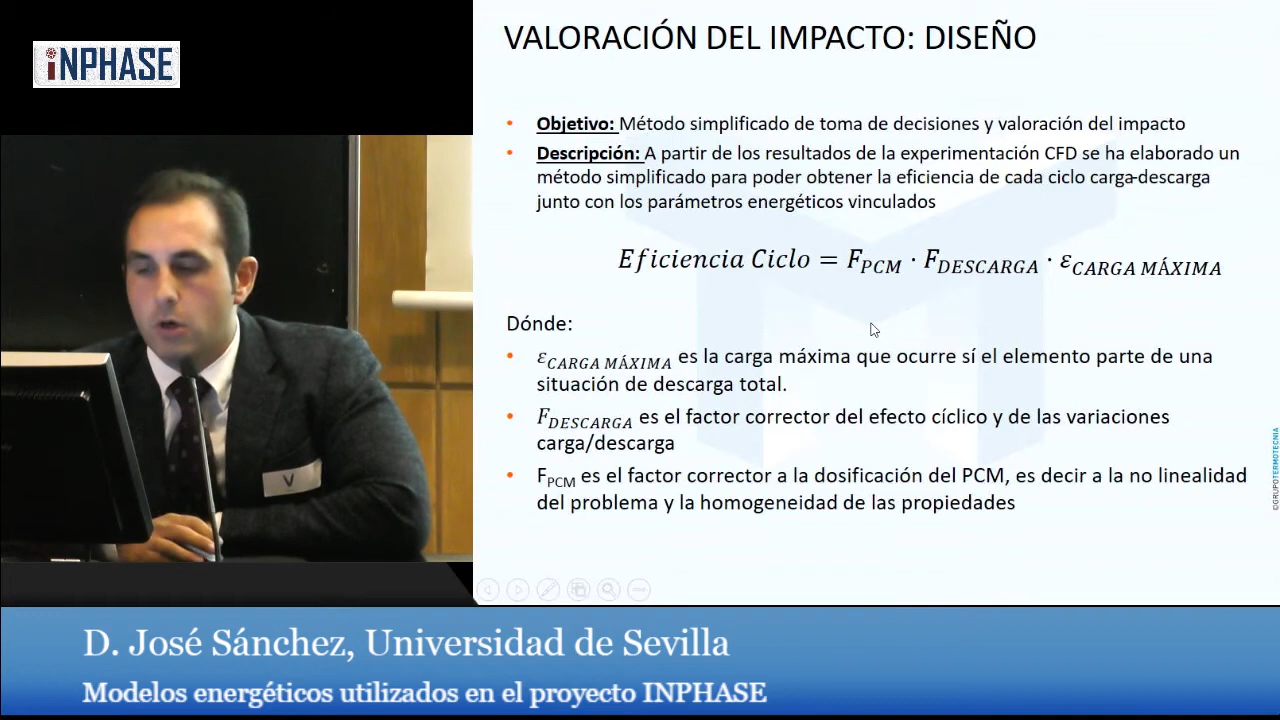 iNPHASE
VALORACIÓN DEL IMPACTO: DISEÑO
• Objetivo: Método simplificado de toma de decisiones y valoración del impacto
• Descripción: A partir de los resultados de la experimentación CFD se ha elaborado un
método simplificado para poder obtener la eficiencia de cada ciclo carga-descarga
junto con los parámetros energéticos vinculados
Eficiencia Ciclo = F_PCM · F_DESCARGA · ε_CARGA MÁXIMA
Dónde:
• ε_CARGA MÁXIMA es la carga máxima que ocurre sí el elemento parte de una
situación de descarga total.
• F_DESCARGA es el factor corrector del efecto cíclico y de las variaciones
carga/descarga
• F_PCM es el factor corrector a la dosificación del PCM, es decir a la no linealidad
del problema y la homogeneidad de las propiedades
©GRUPOTERMOTECNIA
D. José Sánchez, Universidad de Sevilla
Modelos energéticos utilizados en el proyecto INPHASE